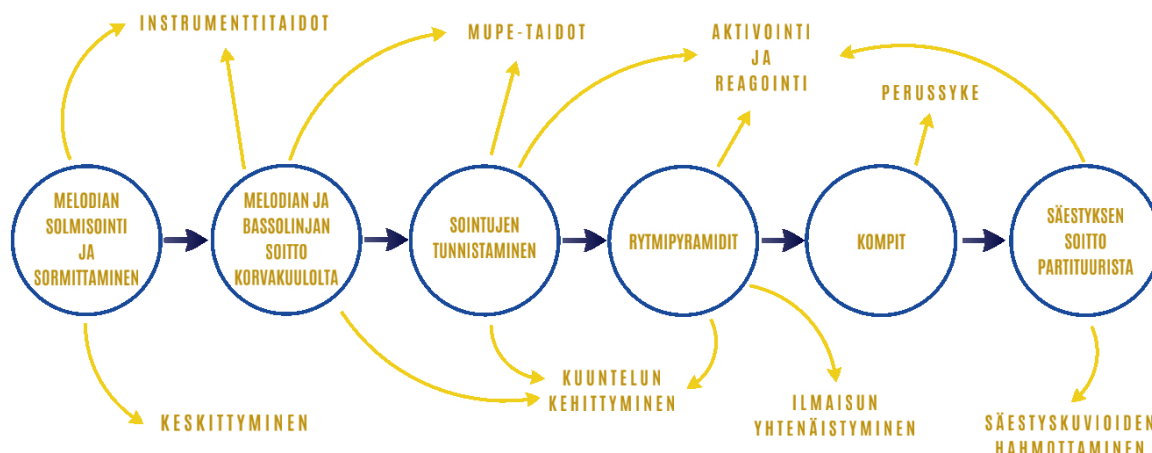 INSTRUMENTTITAIDOT
MUPE-TAIDOT
AKTIVOINTI
JA
REAGOINTI
PERUSSYKE
MELODIAN
SOLMISOINTI
JA
SORMITTAMINEN
MELODIAN JA
BASSOLINJAN
SOITTO
KORVAKUULOLTA
SOINTUJEN
TUNNISTAMINEN
RYTMIPYRAMIDIT
KOMPIT
SÄESTYKSEN
SOITTO
PARTITUURISTA
KESKITTYMINEN
KUUNTELUN
KEHITTYMINEN
ILMAISUN
YHTENÄISTYMINEN
SÄESTYSKUVIOIDEN
HAHMOTTAMINEN